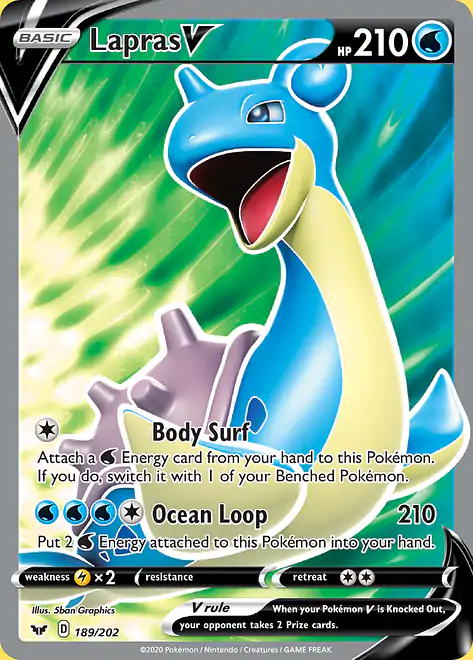 BASIC Lapras V HP 210
Body Surf
Attach a Energy card from your hand to this Pokémon.
If you do, switch it with 1 of your Benched Pokémon.
Ocean Loop 210
Put 2 Energy attached to this Pokémon into your hand.
weakness ×2 resistance retreat
Illus. 5ban Graphics
V rule When your Pokémon V is Knocked Out,
your opponent takes 2 Prize cards.
D 189/202
©2020 Pokémon / Nintendo / Creatures / GAME FREAK